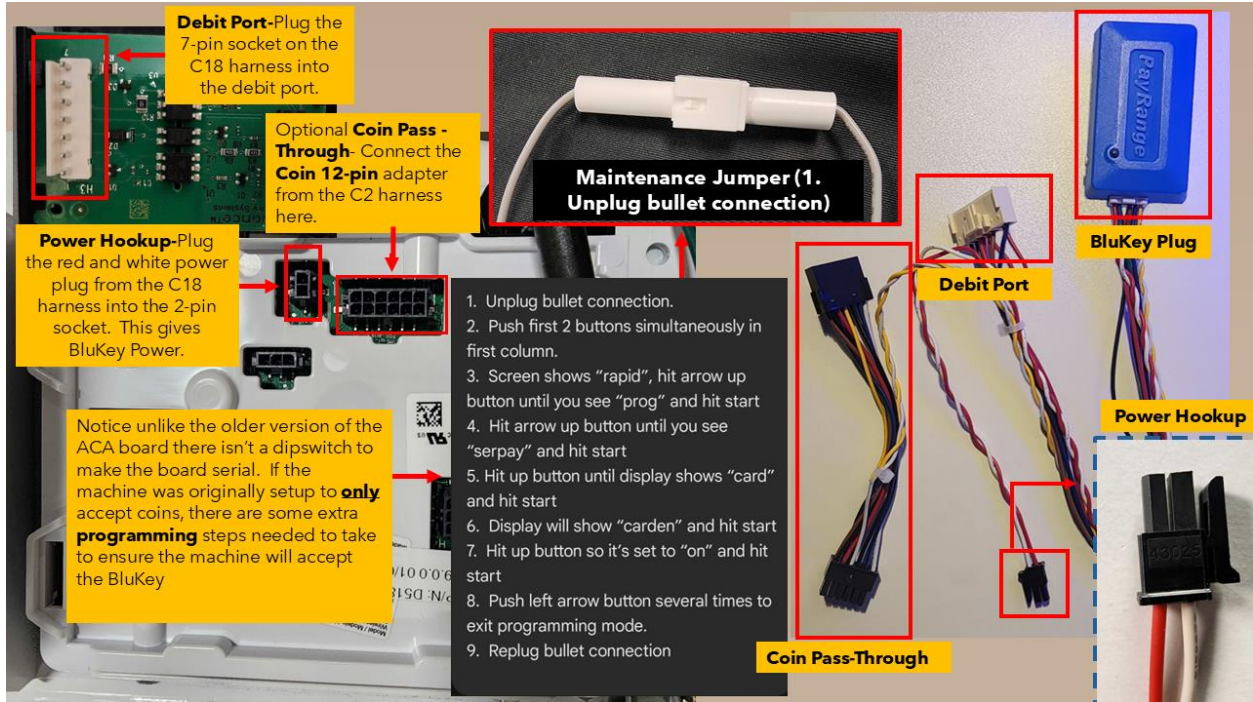 Debit Port-Plug the
7-pin socket on the
C18 harness into
the debit port.
Optional Coin Pass -
Through- Connect the
Coin 12-pin adapter
from the C2 harness
here.
Power Hookup-Plug
the red and white power
plug from the C18
harness into the 2-pin
socket. This gives
BluKey Power.
Notice unlike the older version of the
ACA board there isn't a dipswitch to
make the board serial. If the
machine was originally setup to only
accept coins, there are some extra
programming steps needed to take
to ensure the machine will accept
the BluKey
Maintenance Jumper (1.
Unplug bullet connection)
1. Unplug bullet connection.
2. Push first 2 buttons simultaneously in
first column.
3. Screen shows "rapid", hit arrow up
button until you see "prog" and hit start
4. Hit arrow up button until you see
"serpay" and hit start
5. Hit up button until display shows "card"
and hit start
6. Display will show "carden" and hit start
7. Hit up button so it's set to "on" and hit
start
8. Push left arrow button several times to
exit programming mode.
9. Replug bullet connection
PayRange
BluKey Plug
Debit Port
Power Hookup
43025
Coin Pass-Through
H3
7